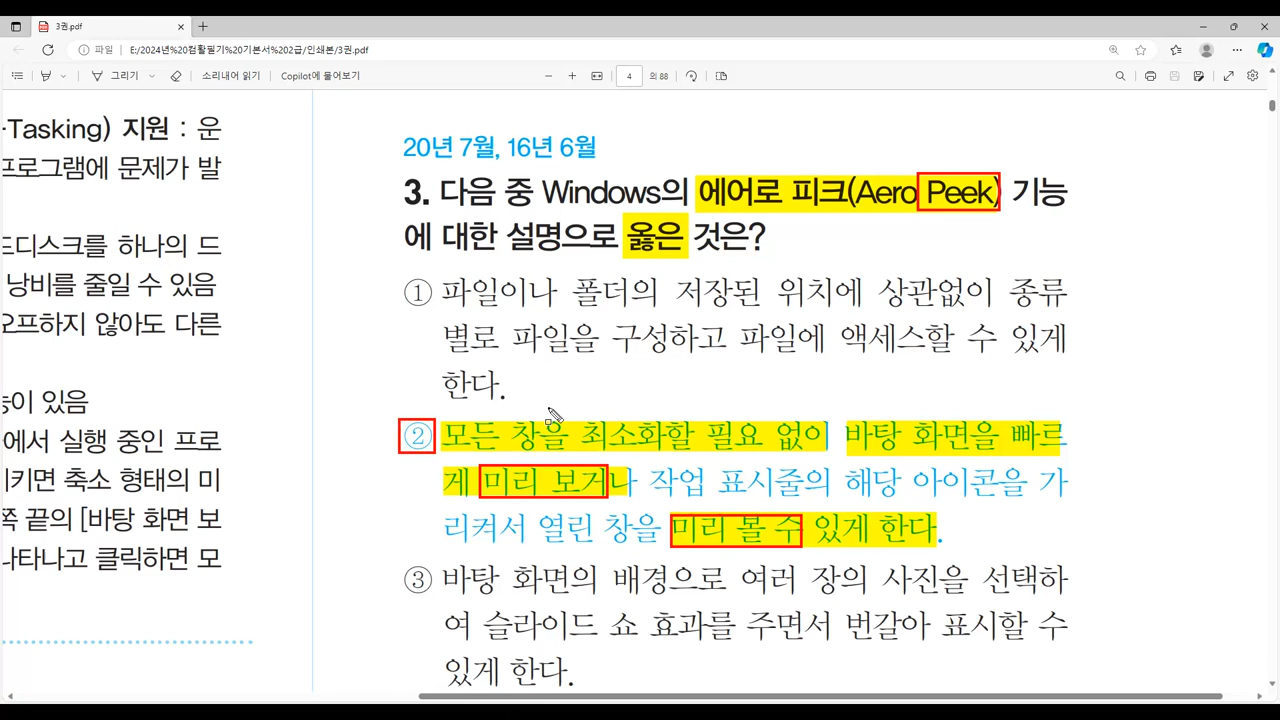 3권.pdf
파일 E:/2024년%20컴활필기%20기본서%202급/인쇄본/3권.pdf
그리기 소리내어 읽기 Copilot에 물어보기 4 의 88
-Tasking) 지원 : 운
프로그램에 문제가 발
드디스크를 하나의 드
낭비를 줄일 수 있음
오프하지 않아도 다른
능이 있음
에서 실행 중인 프로
키면 축소 형태의 미
쪽 끝의 [바탕 화면 보
나타나고 클릭하면 모
20년 7월, 16년 6월
3. 다음 중 Windows의 에어로 피크(Aero Peek) 기능
에 대한 설명으로 옳은 것은?
① 파일이나 폴더의 저장된 위치에 상관없이 종류
별로 파일을 구성하고 파일에 액세스할 수 있게
한다.
② 모든 창을 최소화할 필요 없이 바탕 화면을 빠르
게 미리 보거나 작업 표시줄의 해당 아이콘을 가
리켜서 열린 창을 미리 볼 수 있게 한다.
③ 바탕 화면의 배경으로 여러 장의 사진을 선택하
여 슬라이드 쇼 효과를 주면서 번갈아 표시할 수
있게 한다.